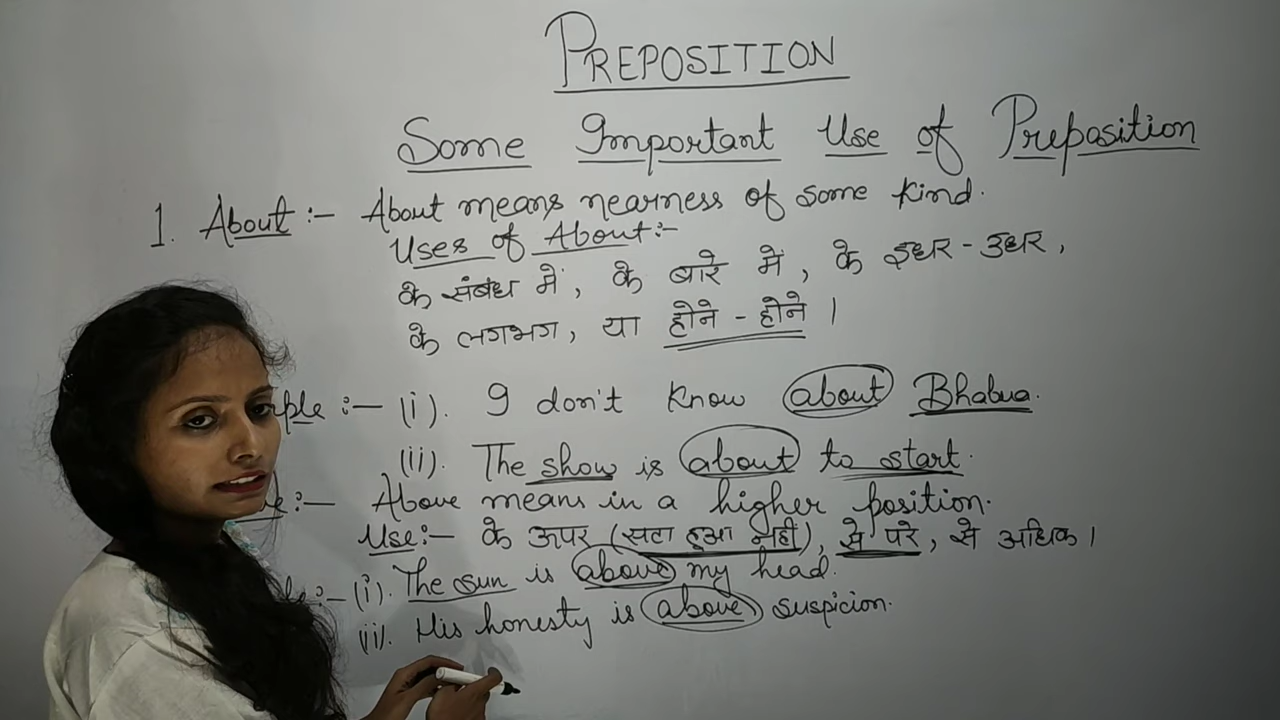 PREPOSITION
Some Important Use of Preposition
1. About :- About means nearness of some kind.
Uses of About :-
के संबंध में, के बारे में, के इधर - उधर,
के लगभग, या होने - होने ।
:- (i). I don't know about Bhabua.
(ii). The show is about to start.
:- Above means in a higher position.
Use :- के ऊपर (सटा हुआ नहीं), से परे, से अधिक ।
:- (i). The sun is above my head.
(ii). His honesty is above suspicion.